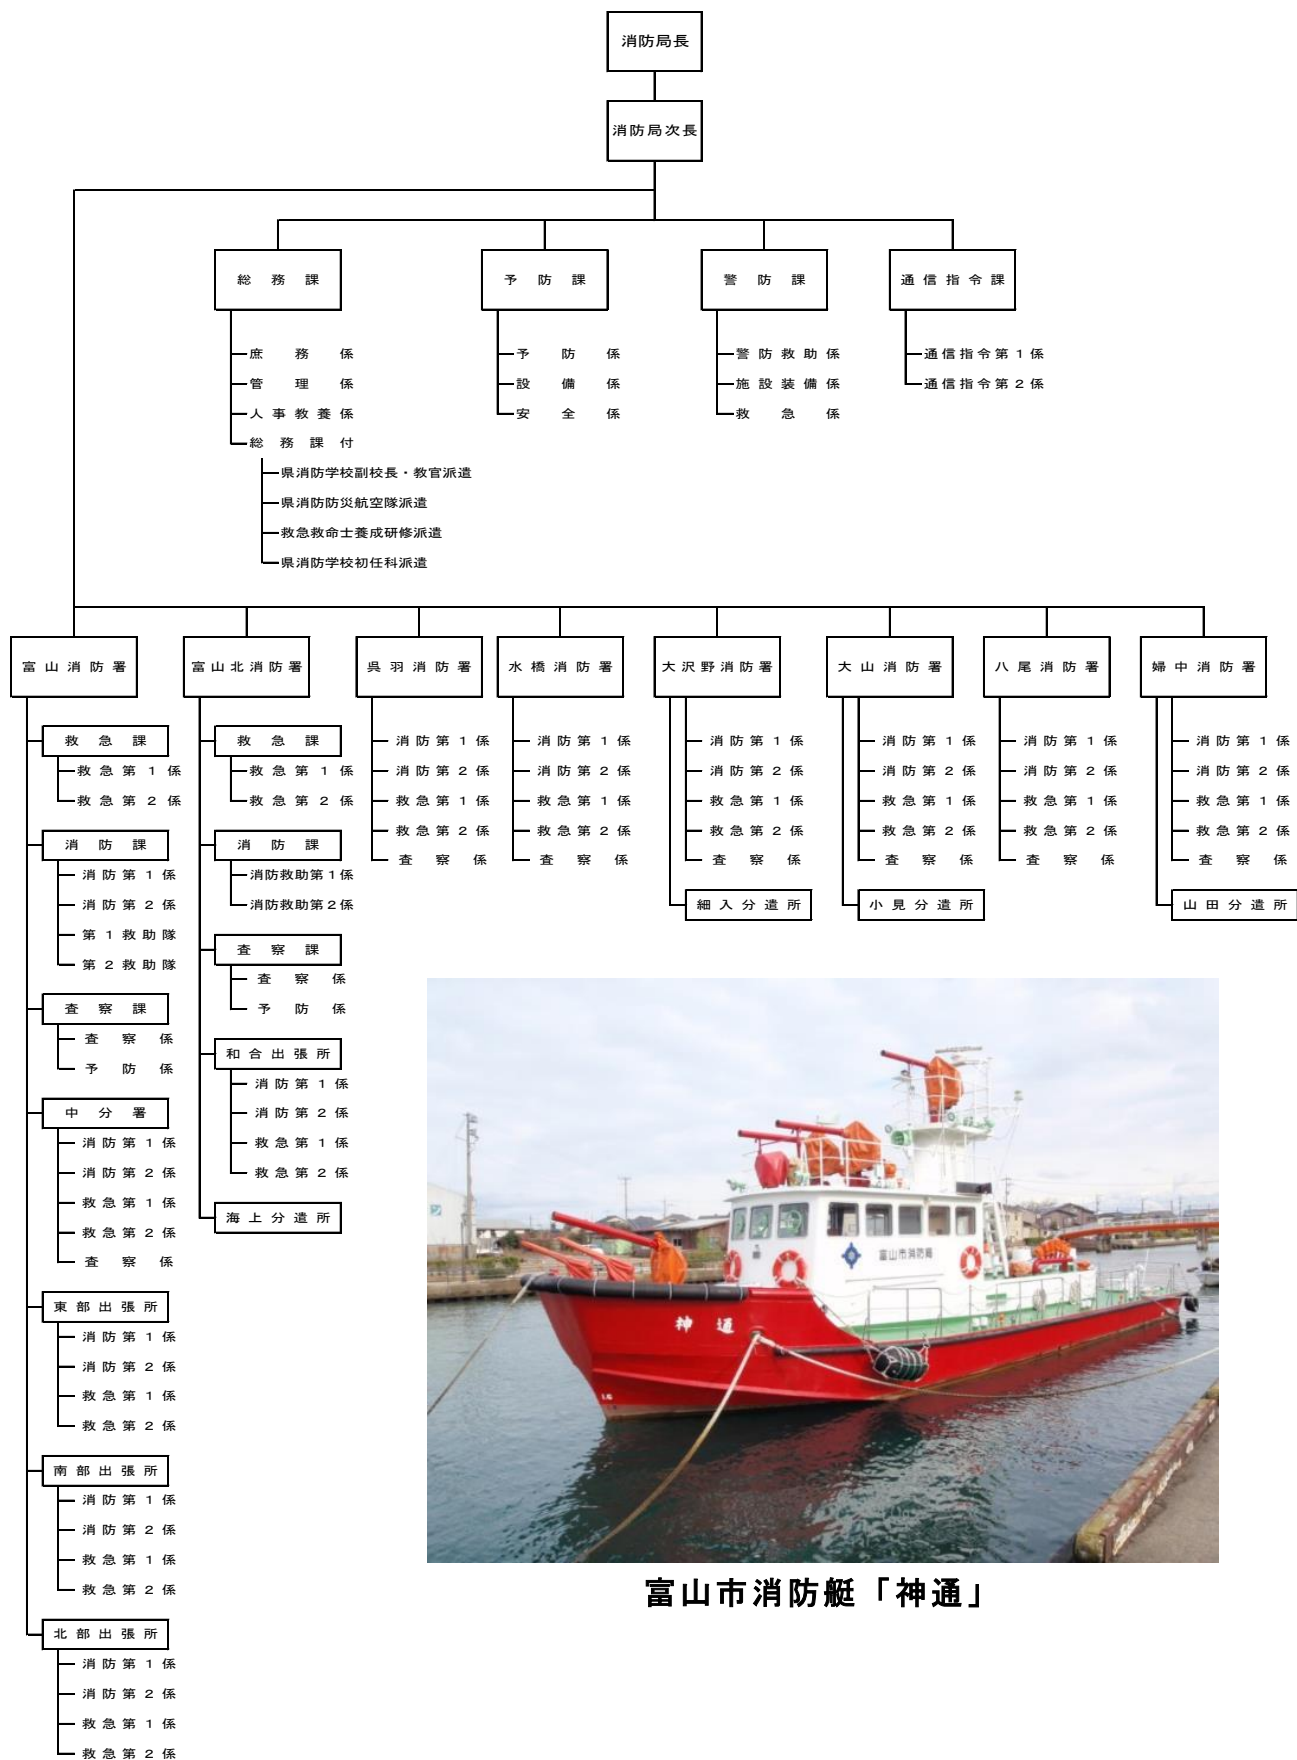 消防局長
消防局次長
総務課
庶務係
管理係
人事教養係
総務課付
県消防学校副校長・教官派遣
県消防防災航空隊派遣
救急救命士養成研修派遣
県消防学校初任科派遣
予防課
予防係
設備係
安全係
警防課
警防救助係
施設装備係
救急係
通信指令課
通信指令第1係
通信指令第2係
富山消防署
救急課
救急第1係
救急第2係
消防課
消防第1係
消防第2係
第1救助隊
第2救助隊
査察課
査察係
予防係
中分署
消防第1係
消防第2係
救急第1係
救急第2係
査察係
東部出張所
消防第1係
消防第2係
救急第1係
救急第2係
南部出張所
消防第1係
消防第2係
救急第1係
救急第2係
北部出張所
消防第1係
消防第2係
救急第1係
救急第2係
富山北消防署
救急課
救急第1係
救急第2係
消防課
消防救助第1係
消防救助第2係
査察課
査察係
予防係
和合出張所
消防第1係
消防第2係
救急第1係
救急第2係
海上分遣所
呉羽消防署
消防第1係
消防第2係
救急第1係
救急第2係
査察係
水橋消防署
消防第1係
消防第2係
救急第1係
救急第2係
査察係
大沢野消防署
消防第1係
消防第2係
救急第1係
救急第2係
査察係
細入分遣所
大山消防署
消防第1係
消防第2係
救急第1係
救急第2係
査察係
小見分遣所
八尾消防署
消防第1係
消防第2係
救急第1係
救急第2係
査察係
婦中消防署
消防第1係
消防第2係
救急第1係
救急第2係
査察係
山田分遣所
富山市消防艇
神通
富山市消防艇「神通」